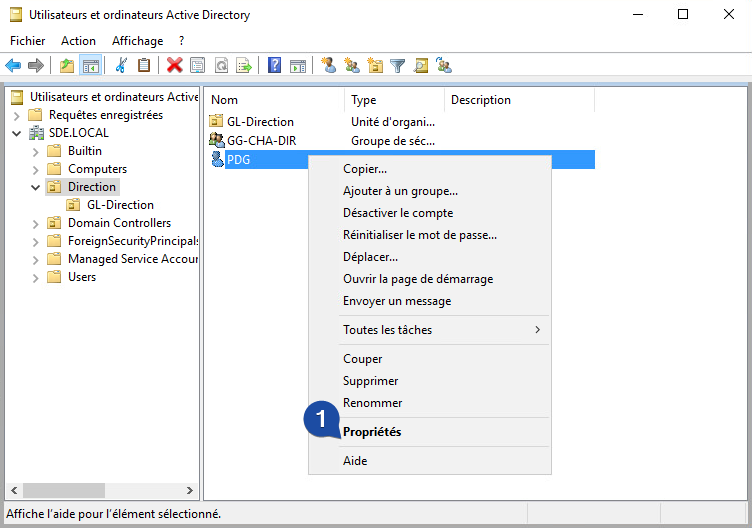 Utilisateurs et ordinateurs Active Directory
Fichier Action Affichage ?
Utilisateurs et ordinateurs Active
Requêtes enregistrées
SDE.LOCAL
Builtin
Computers
Direction
GL-Direction
Domain Controllers
ForeignSecurityPrincipals
Managed Service Accour
Users
Nom Type Description
GL-Direction Unité d'organi...
GG-CHA-DIR Groupe de séc...
PDG
Copier...
Ajouter à un groupe...
Désactiver le compte
Réinitialiser le mot de passe...
Déplacer...
Ouvrir la page de démarrage
Envoyer un message
Toutes les tâches
Couper
Supprimer
Renommer
1
Propriétés
Aide
Affiche l'aide pour l'élément sélectionné.